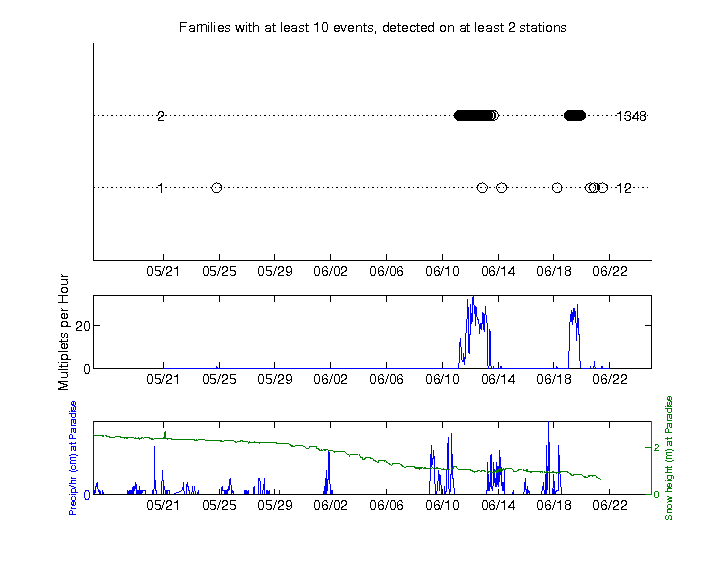 Families with at least 10 events, detected on at least 2 stations
2 1348
1 12
05/21 05/25 05/29 06/02 06/06 06/10 06/14 06/18 06/22
Multiplets per Hour
20
0
05/21 05/25 05/29 06/02 06/06 06/10 06/14 06/18 06/22
Precip/hr (cm) at Paradise
0
2
0
Snow height (m) at Paradise
05/21 05/25 05/29 06/02 06/06 06/10 06/14 06/18 06/22